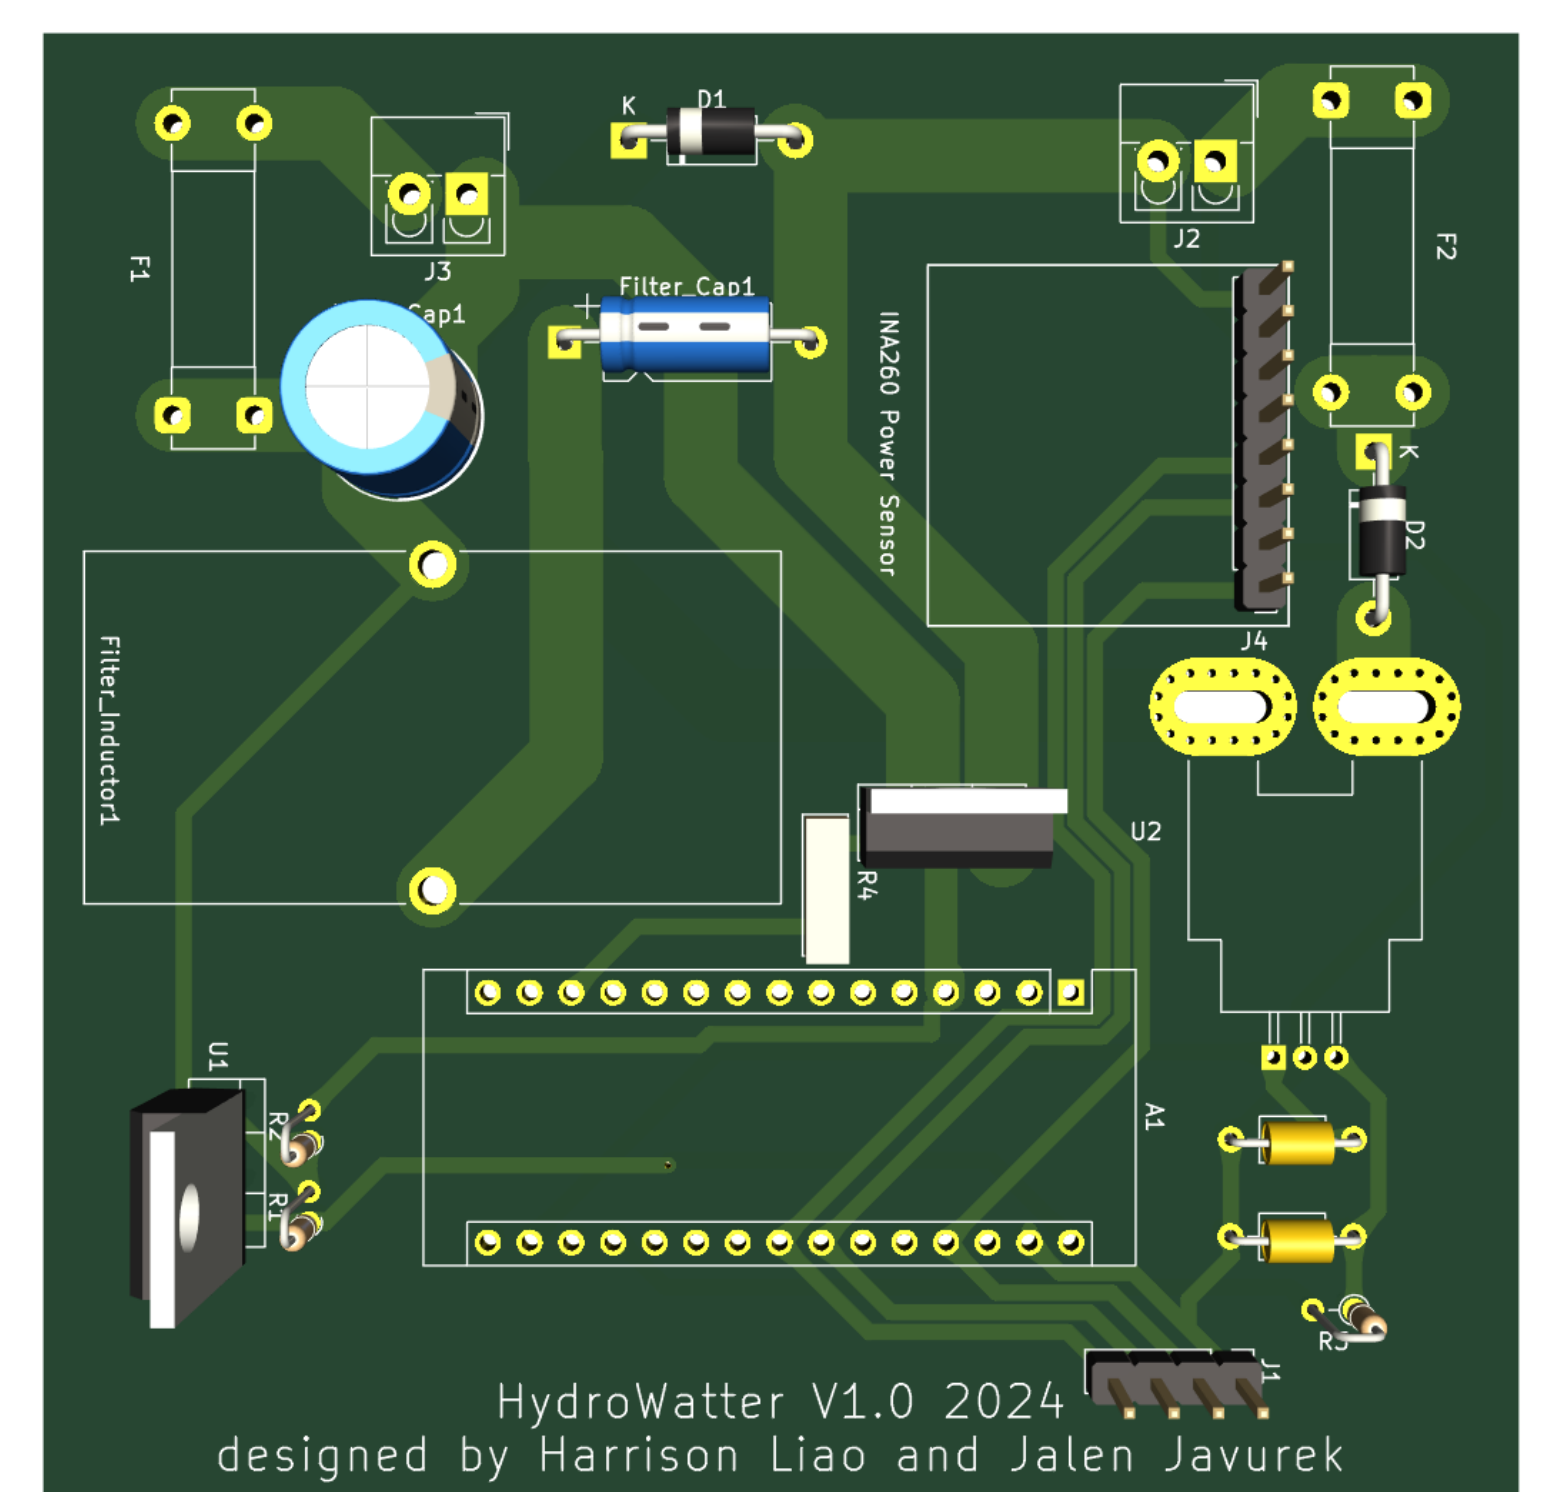 K
D1
F1
J3
J2
F2
Filter_Cap1
Cap1
INA260 Power Sensor
K
D2
J4
Filter_Inductor1
U2
R4
U1
R2
R1
A1
J1
HydroWatter V1.0 2024
designed by Harrison Liao and Jalen Javurek